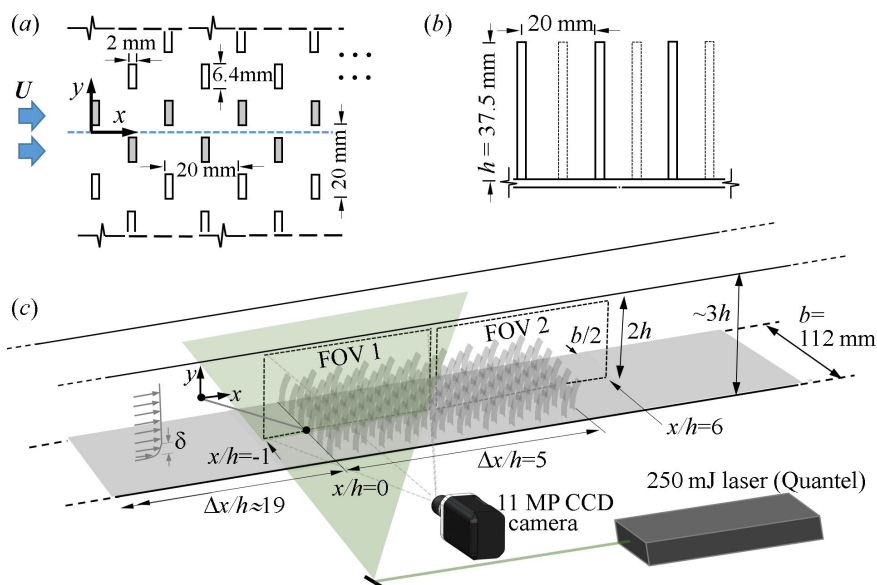 (a)
2 mm
6.4mm
U
y
x
20 mm
20 mm
(b)
20 mm
h = 37.5 mm
(c)
FOV 1
FOV 2
b/2
2h
~3h
b=
112 mm
y
x
δ
x/h=-1
x/h=0
Δx/h=5
x/h=6
Δx/h≈19
11 MP CCD
camera
250 mJ laser (Quantel)